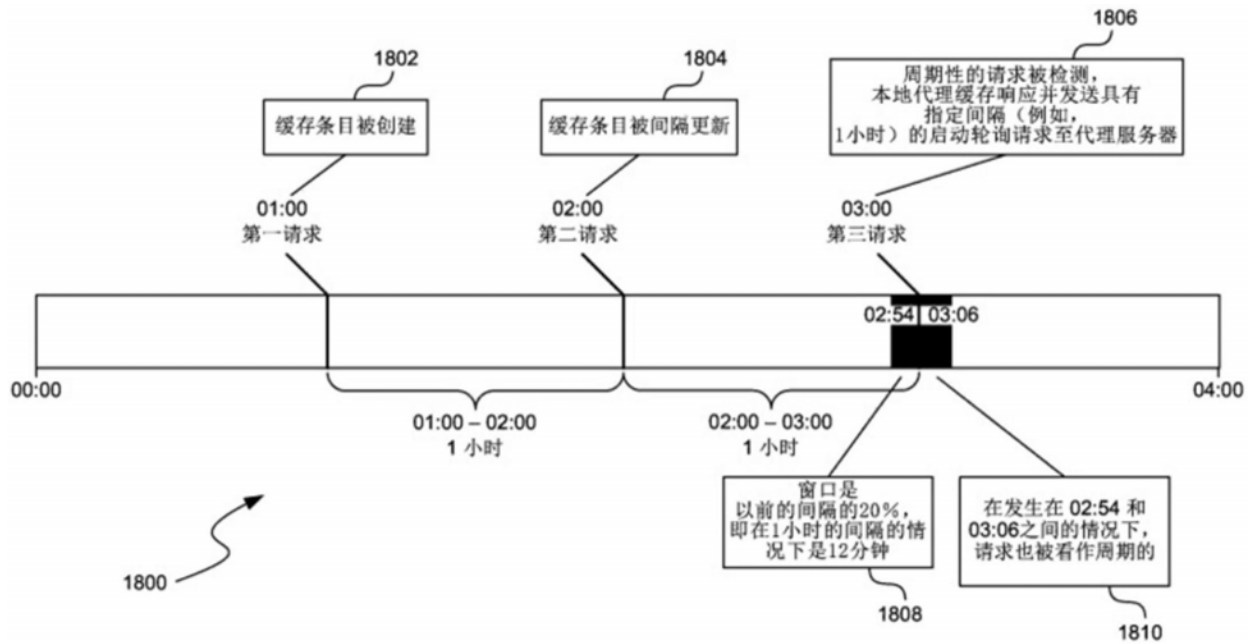 1802
1804
1806
缓存条目被创建
缓存条目被间隔更新
周期性的请求被检测，
本地代理缓存响应并发送具有
指定间隔（例如，
1小时）的启动轮询请求至代理服务器
01:00
第一请求
02:00
第二请求
03:00
第三请求
02:54
03:06
00:00
04:00
01:00 – 02:00
1 小时
02:00 – 03:00
1 小时
窗口是
以前的间隔的20%，
即在1小时的间隔的情
况下是12分钟
在发生在 02:54 和
03:06之间的情况下，
请求也被看作周期的
1800
1808
1810